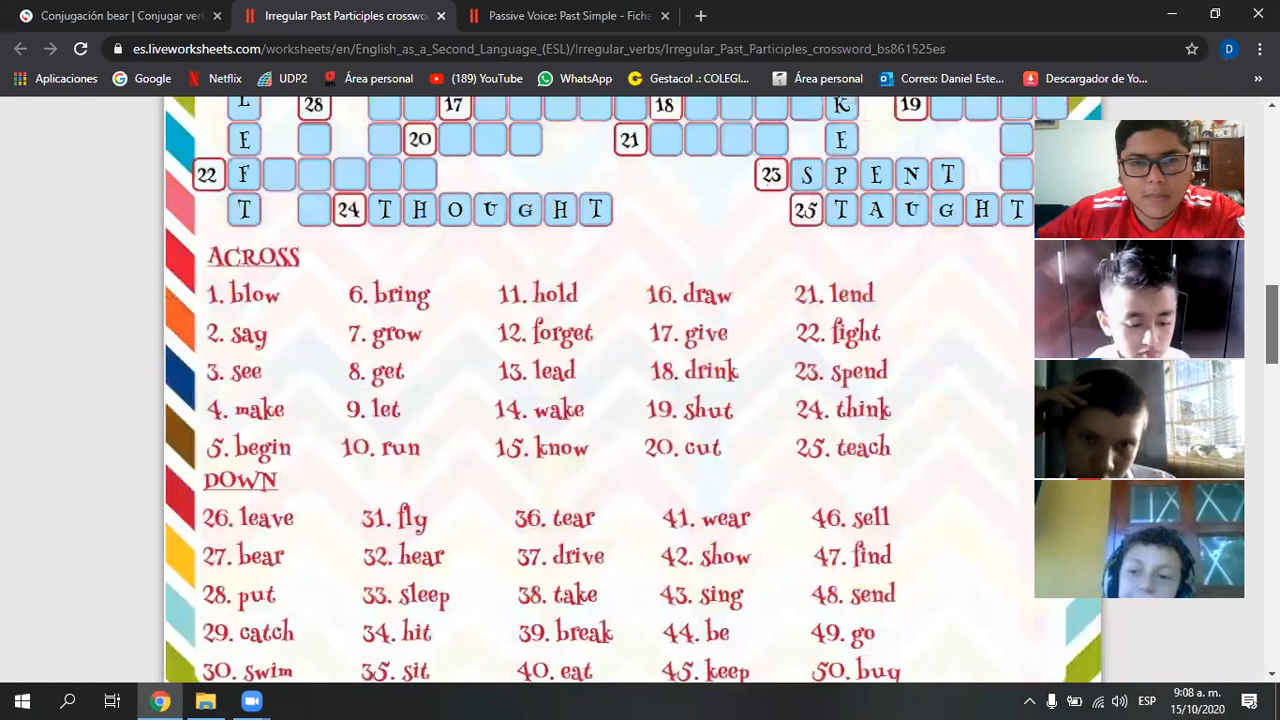 Conjugación bear | Conjugar ver
Irregular Past Participles crosswo
Passive Voice: Past Simple - Ficha
es.liveworksheets.com/worksheets/en/English_as_a_Second_Language_(ESL)/Irregular_verbs/Irregular_Past_Participles_crossword_bs861525es
D
Aplicaciones Google Netflix UDP2 Área personal (189) YouTube WhatsApp Gestacol .: COLEGI... Área personal Correo: Daniel Este... Descargador de Yo... »
L 28 17 18 K 19
E 20 21 E
22 F 23 S P E N T
T 24 T H O U G H T 25 T A U G H T
ACROSS
1. blow 6. bring 11. hold 16. draw 21. lend
2. say 7. grow 12. forget 17. give 22. fight
3. see 8. get 13. lead 18. drink 23. spend
4. make 9. let 14. wake 19. shut 24. think
5. begin 10. run 15. know 20. cut 25. teach
DOWN
26. leave 31. fly 36. tear 41. wear 46. sell
27. bear 32. hear 37. drive 42. show 47. find
28. put 33. sleep 38. take 43. sing 48. send
29. catch 34. hit 39. break 44. be 49. go
30. swim 35. sit 40. eat 45. keep 50. buy
ESP
9:08 a. m.
15/10/2020